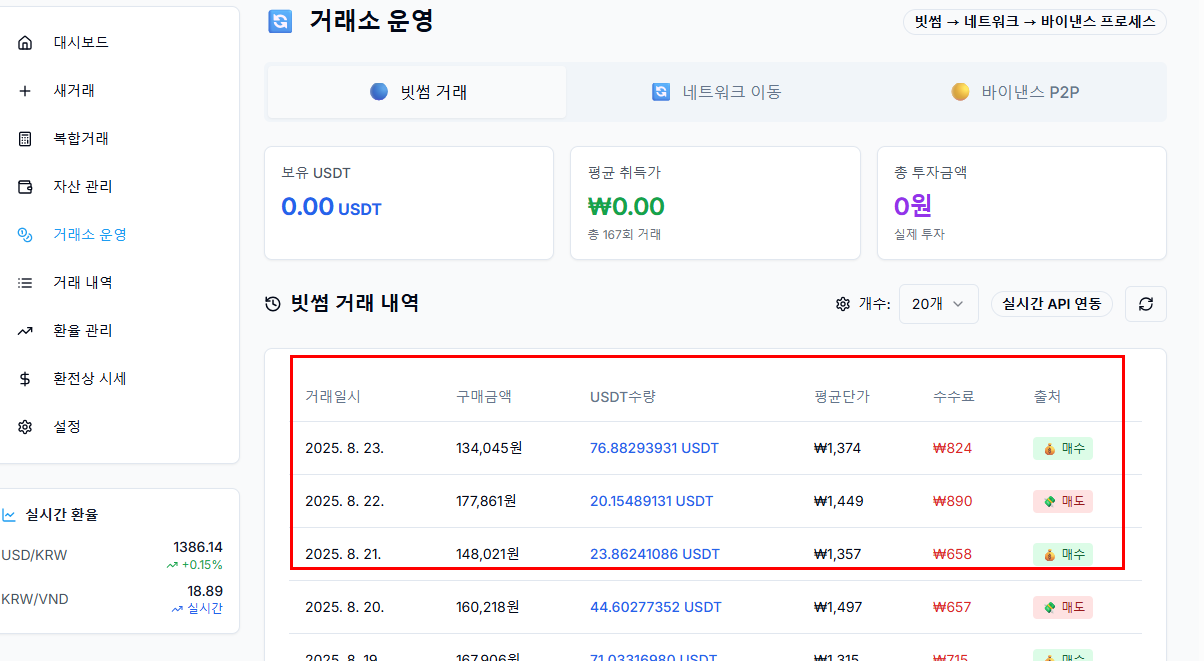 거래소 운영
빗썸 → 네트워크 → 바이낸스 프로세스
대시보드
새거래
복합거래
자산 관리
거래소 운영
거래 내역
환율 관리
환전상 시세
설정
실시간 환율
USD/KRW 1386.14
+0.15%
KRW/VND 18.89
실시간
빗썸 거래 네트워크 이동 바이낸스 P2P
보유 USDT
0.00 USDT
평균 취득가
₩0.00
총 167회 거래
총 투자금액
0원
실제 투자
빗썸 거래 내역
개수: 20개 실시간 API 연동
거래일시 구매금액 USDT수량 평균단가 수수료 출처
2025. 8. 23. 134,045원 76.88293931 USDT ₩1,374 ₩824 매수
2025. 8. 22. 177,861원 20.15489131 USDT ₩1,449 ₩890 매도
2025. 8. 21. 148,021원 23.86241086 USDT ₩1,357 ₩658 매수
2025. 8. 20. 160,218원 44.60277352 USDT ₩1,497 ₩657 매도
2025. 8. 19. 167,906원 71.03316980 USDT ₩1,315 ₩715 매수